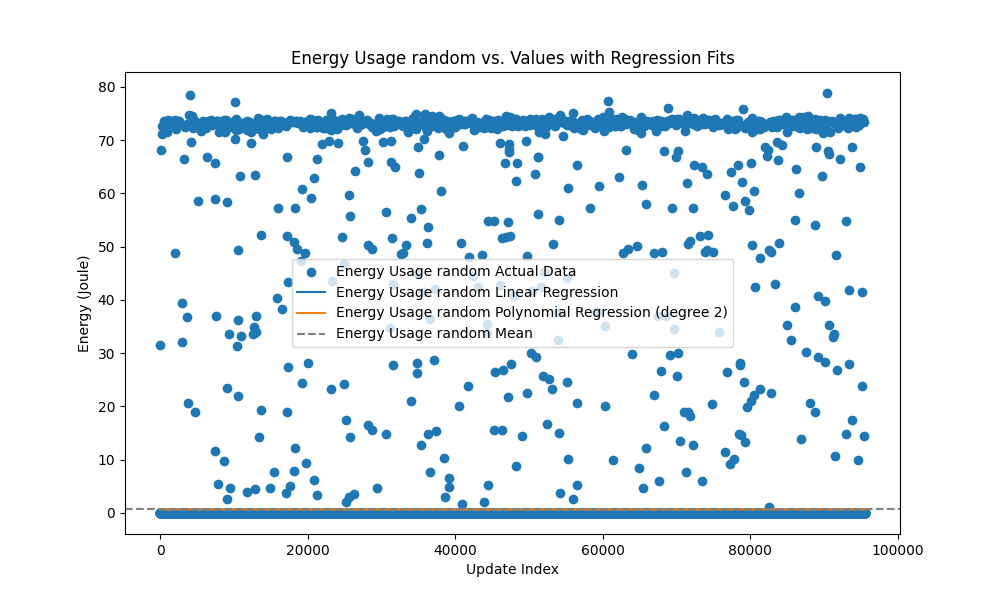 Energy Usage random vs. Values with Regression Fits
80
70
60
50
40
30
20
10
0
Energy (Joule)
Energy Usage random Actual Data
Energy Usage random Linear Regression
Energy Usage random Polynomial Regression (degree 2)
Energy Usage random Mean
0 20000 40000 60000 80000 100000
Update Index